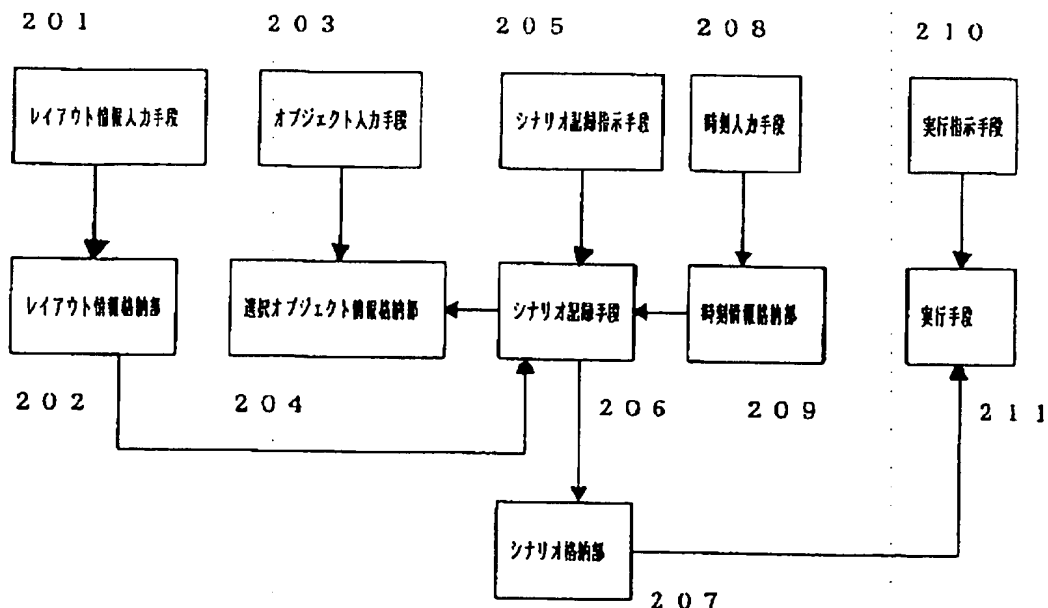 201
203
205
208
210
レイアウト情報入力手段
オブジェクト入力手段
シナリオ記録指示手段
時刻入力手段
実行指示手段
レイアウト情報格納部
選択オブジェクト情報格納部
シナリオ記録手段
時刻情報格納部
実行手段
202
204
206
209
211
シナリオ格納部
207